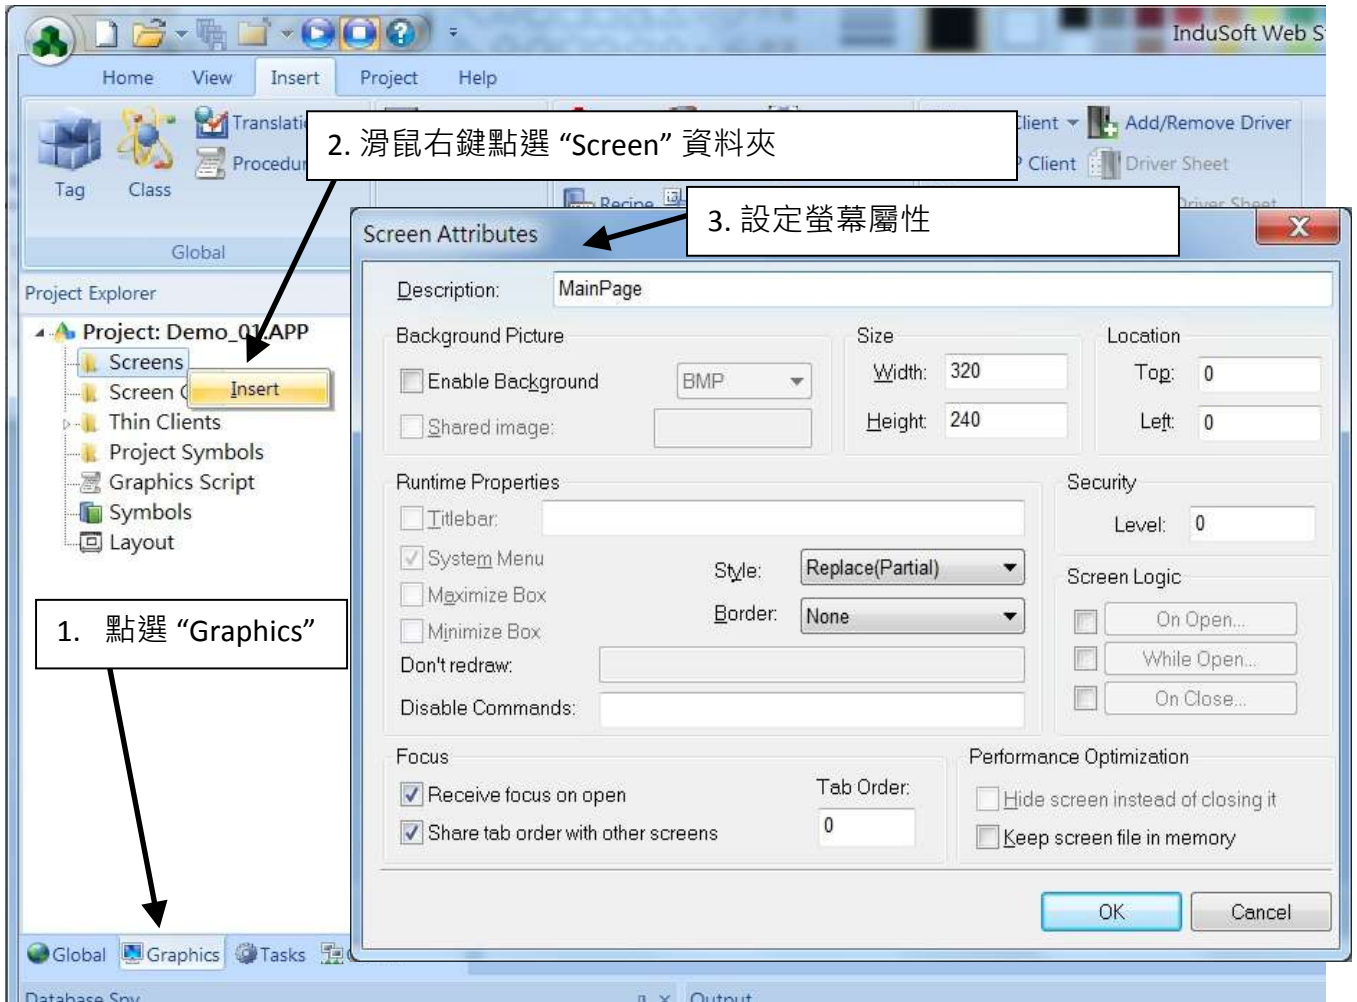 InduSoft Web S
Home View Insert Project Help
Tag
Class
Translati
Procedu
Global
2. 滑鼠右鍵點選 “Screen” 資料夾
Client
Add/Remove Driver
P Client
Driver Sheet
Recipe
Driver Sheet
3. 設定螢幕屬性
Project Explorer
Project: Demo_01.APP
Screens
Screen
Insert
Thin Clients
Project Symbols
Graphics Script
Symbols
Layout
1. 點選 “Graphics”
Global Graphics Tasks
Database Spy
Output
Screen Attributes
X
Description: MainPage
Background Picture
Enable Background BMP
Shared image:
Size
Width: 320
Height: 240
Location
Top: 0
Left: 0
Runtime Properties
Titlebar:
System Menu
Maximize Box
Minimize Box
Style: Replace(Partial)
Border: None
Don't redraw:
Disable Commands:
Security
Level: 0
Screen Logic
On Open...
While Open...
On Close...
Focus
Receive focus on open
Share tab order with other screens
Tab Order:
0
Performance Optimization
Hide screen instead of closing it
Keep screen file in memory
OK Cancel